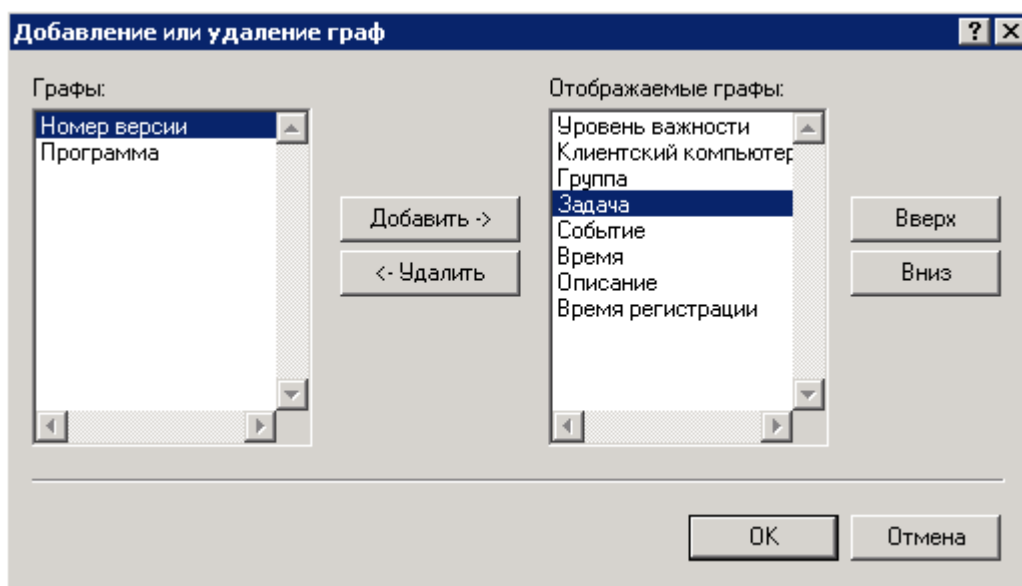 Добавление или удаление граф
Графы:
Номер версии
Программа
Добавить ->
<- Удалить
Отображаемые графы:
Уровень важности
Клиентский компьютер
Группа
Задача
Событие
Время
Описание
Время регистрации
Вверх
Вниз
OK
Отмена